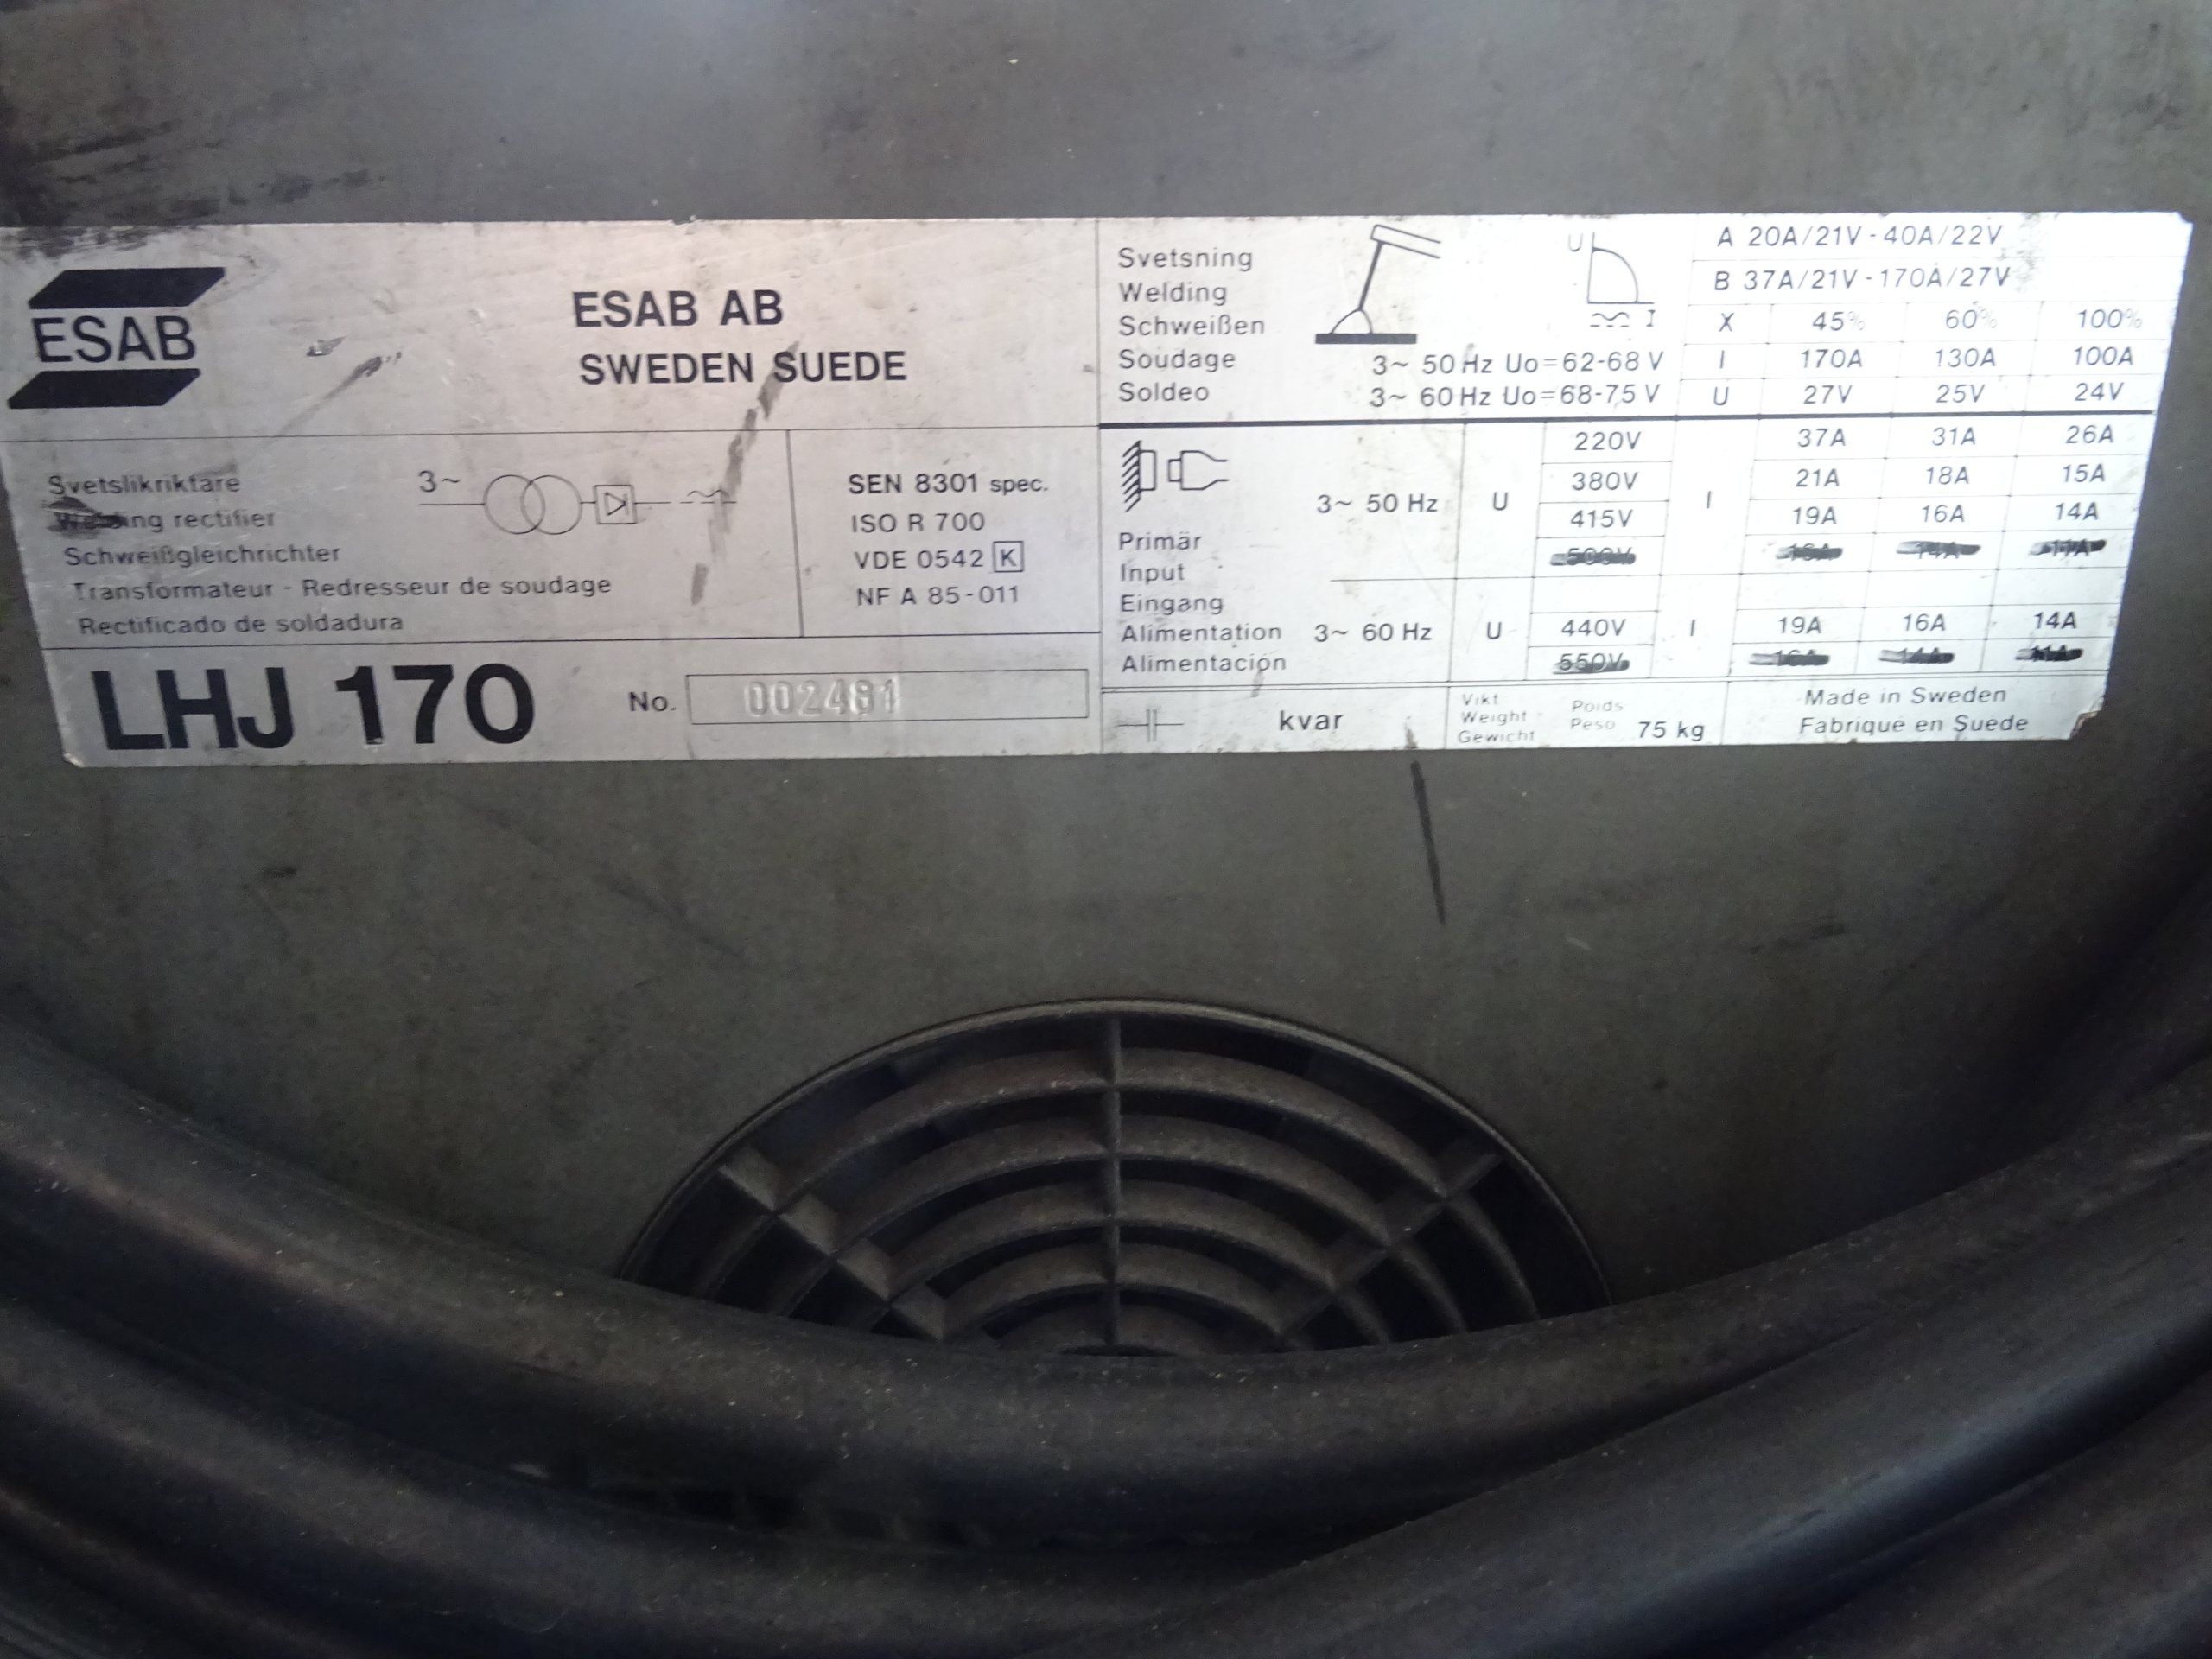 ESAB
ESAB AB
SWEDEN SUEDE
Svetslikriktare
Welding rectifier
Schweißgleichrichter
Transformateur - Redresseur de soudage
Rectificado de soldadura
3~
SEN 8301 spec.
ISO R 700
VDE 0542 K
NF A 85-011
LHJ 170
No. 002481
Svetsning
Welding
Schweißen
Soudage
Soldeo
U
I
3~ 50 Hz Uo=62-68 V
3~ 60 Hz Uo=68-75 V
A 20A/21V - 40A/22V
B 37A/21V - 170A/27V
X 45% 60% 100%
I 170A 130A 100A
U 27V 25V 24V
Primär
Input
Eingang
Alimentation
Alimentación
3~ 50 Hz U I
220V 37A 31A 26A
380V 21A 18A 15A
415V 19A 16A 14A
3~ 60 Hz U I
440V 19A 16A 14A
550V
kvar
Vikt
Weight
Gewicht
Poids
Peso 75 kg
Made in Sweden
Fabrique en Suede